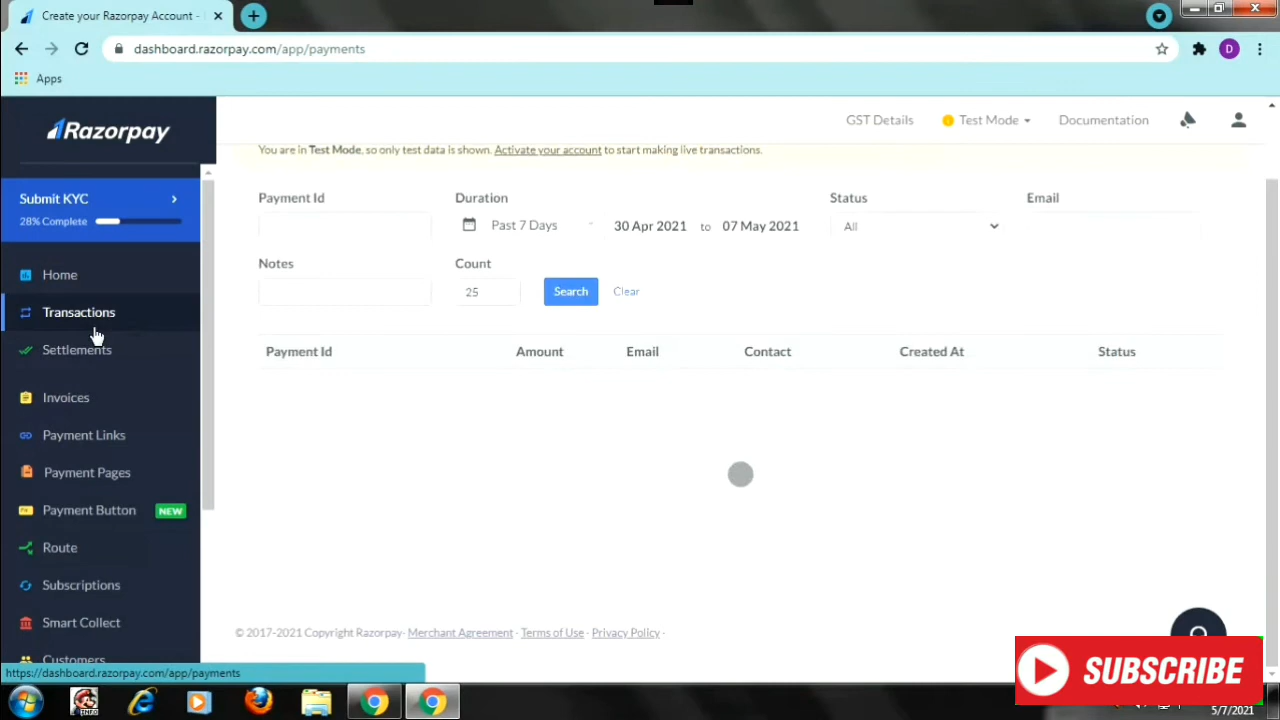 Create your Razorpay Account -
dashboard.razorpay.com/app/payments
D
Apps
Razorpay
GST Details
Test Mode
Documentation
You are in Test Mode, so only test data is shown. Activate your account to start making live transactions.
Submit KYC
28% Complete
Payment Id
Duration
Status
Email
Past 7 Days
30 Apr 2021 to 07 May 2021
All
Notes
Count
25
Search
Clear
Home
Transactions
Settlements
Invoices
Payment Links
Payment Pages
Payment Button NEW
Route
Subscriptions
Smart Collect
Customers
Payment Id
Amount
Email
Contact
Created At
Status
© 2017-2021 Copyright Razorpay· Merchant Agreement · Terms of Use · Privacy Policy ·
https://dashboard.razorpay.com/app/payments
SUBSCRIBE
INFO
5/7/2021